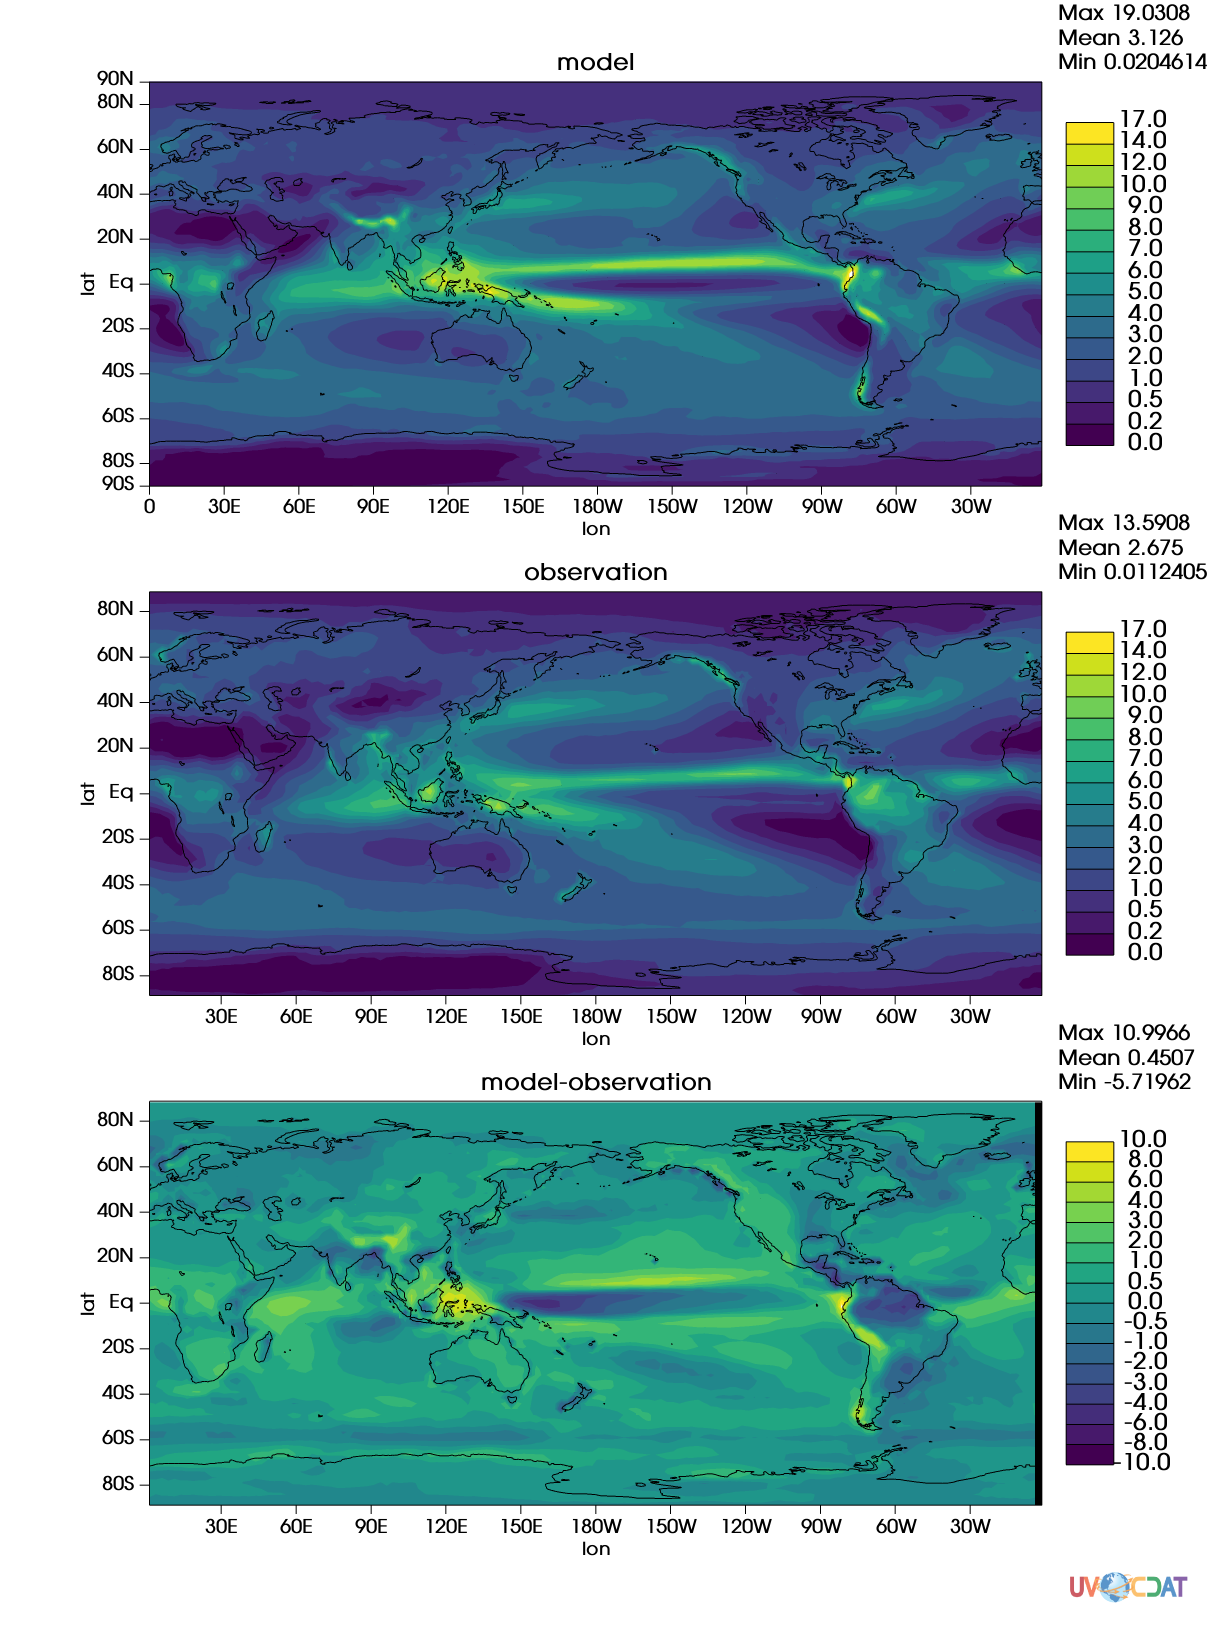 Max 19.0308
Mean 3.126
Min 0.0204614
model
90N
80N
60N
40N
20N
Eq
20S
40S
60S
80S
90S
lat
0 30E 60E 90E 120E 150E 180W 150W 120W 90W 60W 30W
lon
17.0
14.0
12.0
10.0
9.0
8.0
7.0
6.0
5.0
4.0
3.0
2.0
1.0
0.5
0.2
0.0
Max 13.5908
Mean 2.675
Min 0.0112405
observation
80N
60N
40N
20N
Eq
20S
40S
60S
80S
lat
30E 60E 90E 120E 150E 180W 150W 120W 90W 60W 30W
lon
17.0
14.0
12.0
10.0
9.0
8.0
7.0
6.0
5.0
4.0
3.0
2.0
1.0
0.5
0.2
0.0
Max 10.9966
Mean 0.4507
Min -5.71962
model-observation
80N
60N
40N
20N
Eq
20S
40S
60S
80S
lat
30E 60E 90E 120E 150E 180W 150W 120W 90W 60W 30W
lon
10.0
8.0
6.0
4.0
3.0
2.0
1.0
0.5
0.0
-0.5
-1.0
-2.0
-3.0
-4.0
-6.0
-8.0
-10.0
UV CDAT